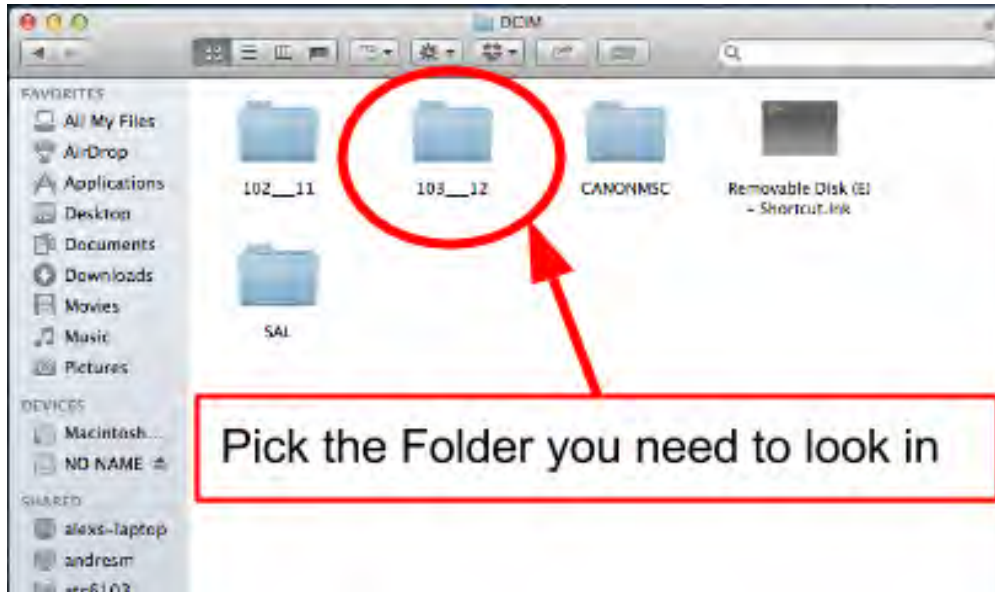 DCIM
FAVORITES
All My Files
AirDrop
Applications
Desktop
Documents
Downloads
Movies
Music
Pictures
DEVICES
Macintosh...
NO NAME
SHARED
alexs-laptop
andresm
102__11
103__12
CANONMSC
Removable Disk (E)
- Shortcut.lnk
SAL
Pick the Folder you need to look in